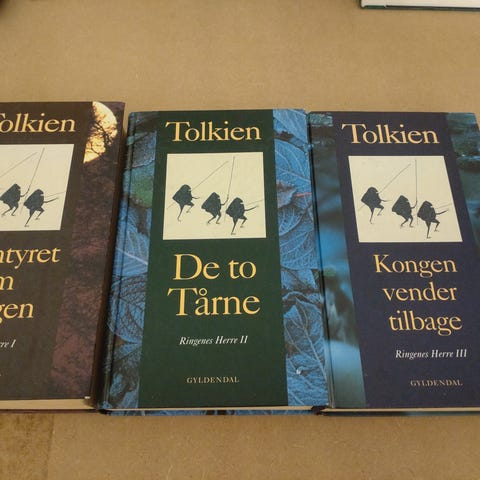 Tolkien
ntyret
m
gen
rre I
Tolkien
De to
Tårne
Ringenes Herre II
GYLDENDAL
Tolkien
Kongen
vender
tilbage
Ringenes Herre III
GYLDENDAL